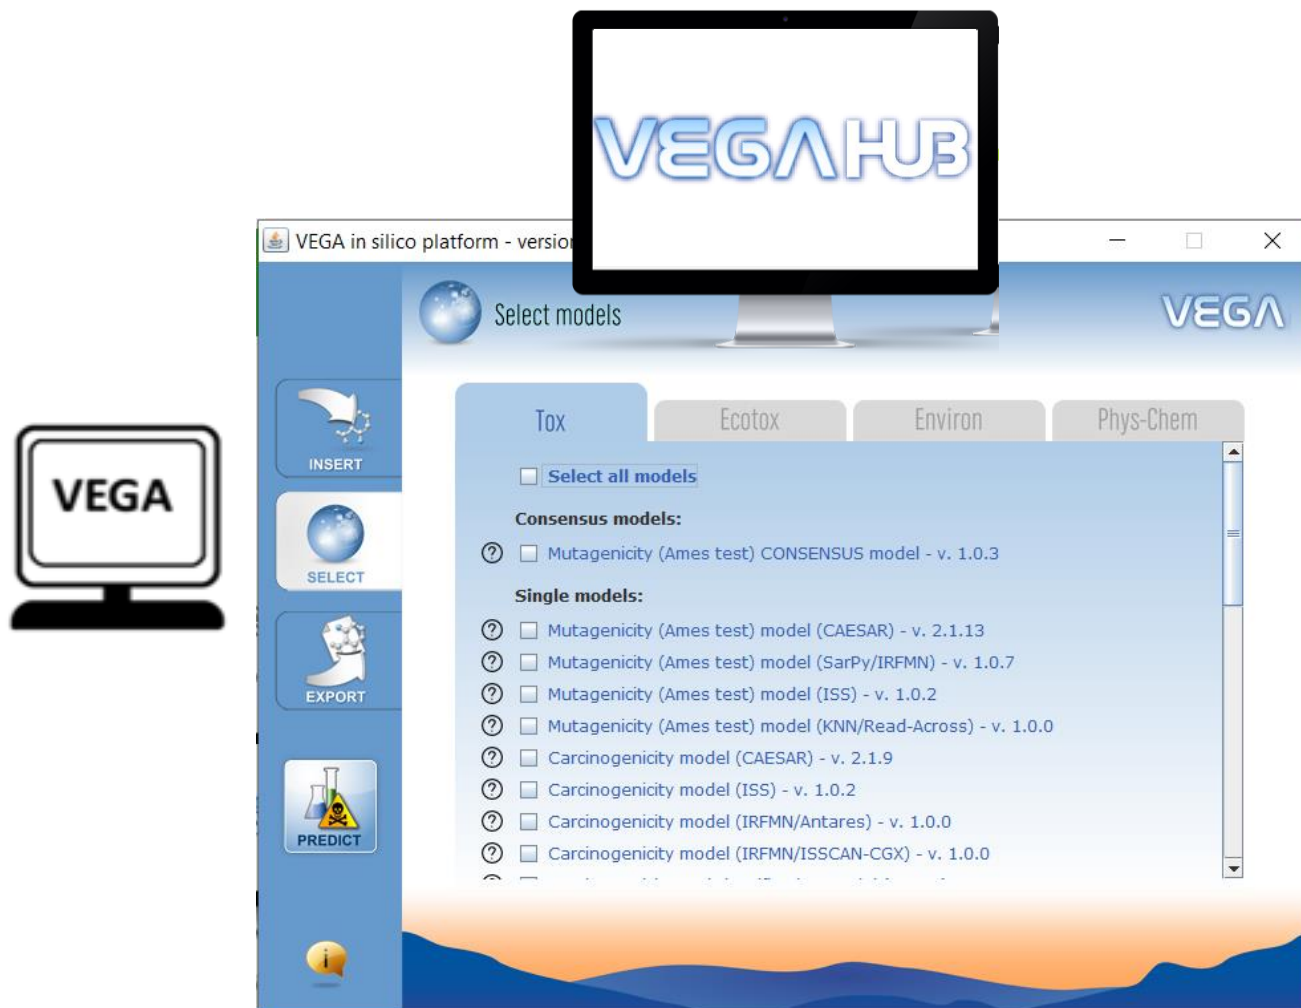 VEGAHUB
VEGA in silico platform - version
Select models
VEGA
Tox
Ecotox
Environ
Phys-Chem
INSERT
SELECT
EXPORT
PREDICT
i
VEGA
Select all models
Consensus models:
? Mutagenicity (Ames test) CONSENSUS model - v. 1.0.3
Single models:
? Mutagenicity (Ames test) model (CAESAR) - v. 2.1.13
? Mutagenicity (Ames test) model (SarPy/IRFMN) - v. 1.0.7
? Mutagenicity (Ames test) model (ISS) - v. 1.0.2
? Mutagenicity (Ames test) model (KNN/Read-Across) - v. 1.0.0
? Carcinogenicity model (CAESAR) - v. 2.1.9
? Carcinogenicity model (ISS) - v. 1.0.2
? Carcinogenicity model (IRFMN/Antares) - v. 1.0.0
? Carcinogenicity model (IRFMN/ISSCAN-CGX) - v. 1.0.0